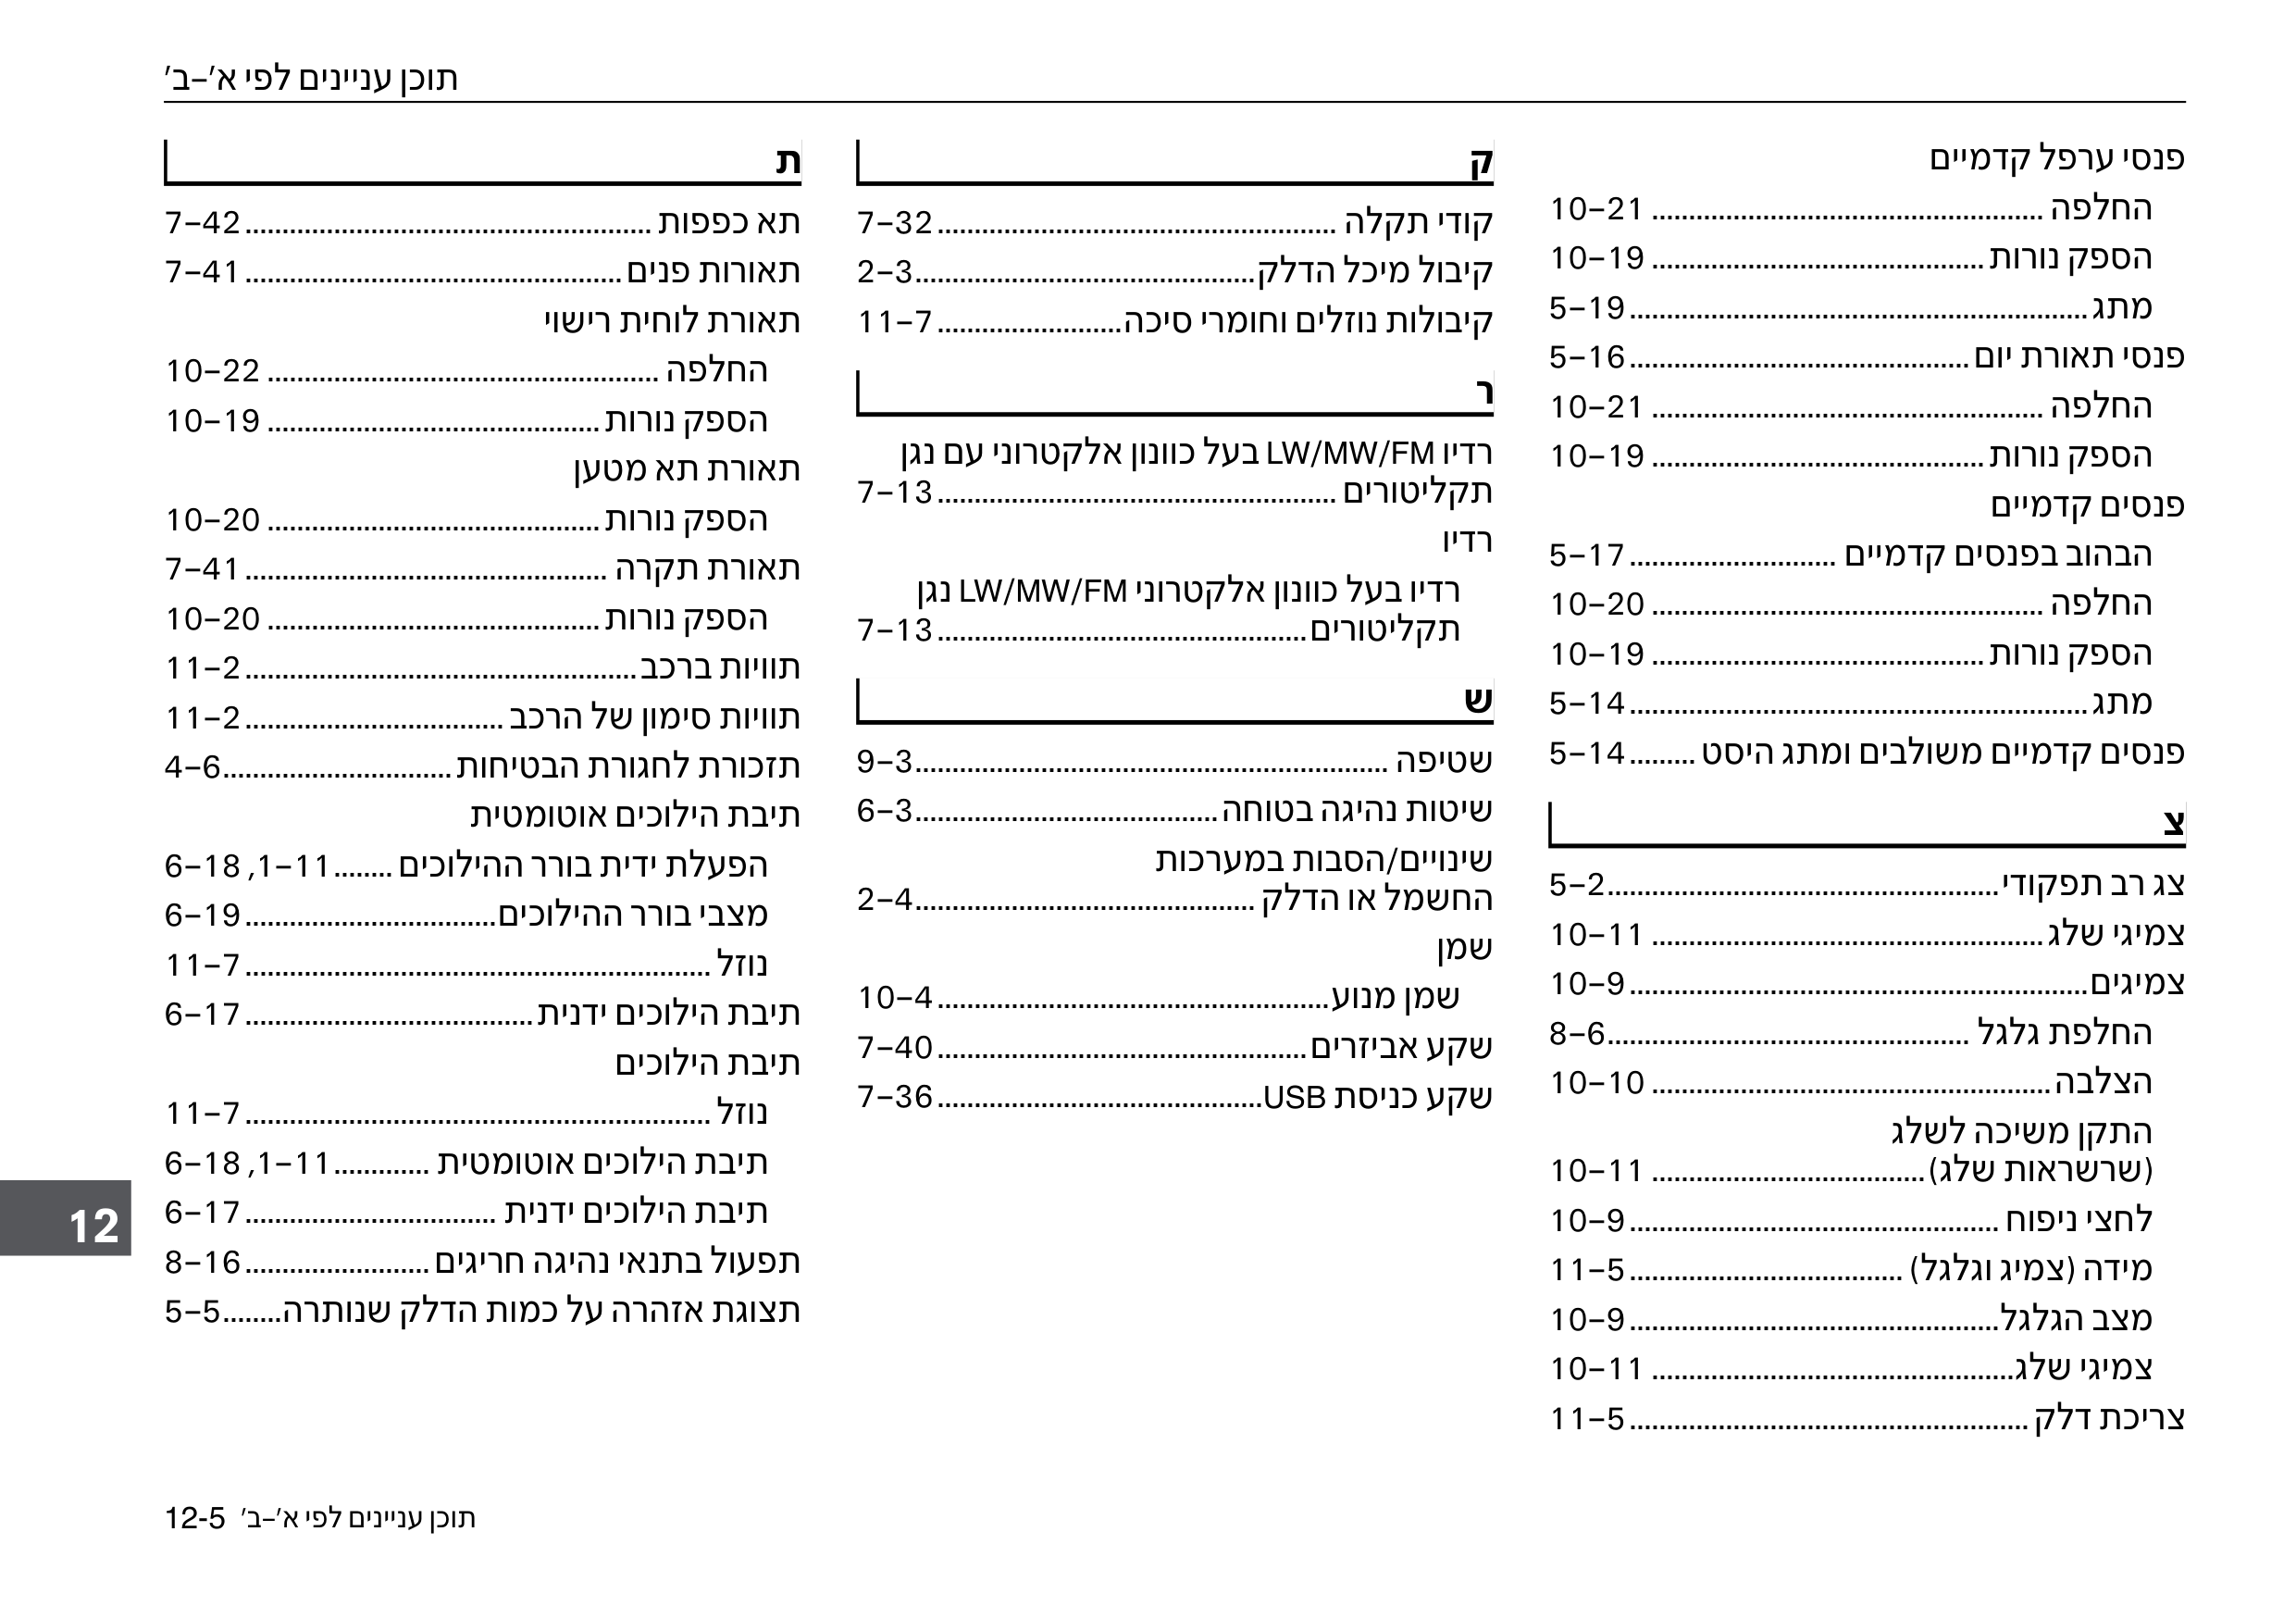 תוכן עניינים לפי א'–ב'
פנסי ערפל קדמיים
החלפה ........ 10–21
הספק נורות ........ 10–19
מתג ........ 5–19
פנסי תאורת יום ........ 5–16
החלפה ........ 10–21
הספק נורות ........ 10–19
פנסים קדמיים
הבהוב בפנסים קדמיים ........ 5–17
החלפה ........ 10–20
הספק נורות ........ 10–19
מתג ........ 5–14
פנסים קדמיים משולבים ומתג היסט ........ 5–14
צ
צג רב תפקודי ........ 5–2
צמיגי שלג ........ 10–11
צמיגים ........ 10–9
החלפת גלגל ........ 8–6
הצלבה ........ 10–10
התקן משיכה לשלג
(שרשראות שלג) ........ 10–11
לחצי ניפוח ........ 10–9
מידה (צמיג וגלגל) ........ 11–5
מצב הגלגל ........ 10–9
צמיגי שלג ........ 10–11
צריכת דלק ........ 11–5
ק
קודי תקלה ........ 7–32
קיבול מיכל הדלק ........ 2–3
קיבולות נוזלים וחומרי סיכה ........ 11–7
ר
רדיו LW/MW/FM בעל כוונון אלקטרוני עם נגן
תקליטורים ........ 7–13
רדיו
רדיו בעל כוונון אלקטרוני LW/MW/FM נגן
תקליטורים ........ 7–13
ש
שטיפה ........ 9–3
שיטות נהיגה בטוחה ........ 6–3
שינויים/הסבות במערכות
החשמל או הדלק ........ 2–4
שמן
שמן מנוע ........ 10–4
שקע אביזרים ........ 7–40
שקע כניסת USB ........ 7–36
ת
תא כפפות ........ 7–42
תאורות פנים ........ 7–41
תאורת לוחית רישוי
החלפה ........ 10–22
הספק נורות ........ 10–19
תאורת תא מטען
הספק נורות ........ 10–20
תאורת תקרה ........ 7–41
הספק נורות ........ 10–20
תוויות ברכב ........ 11–2
תוויות סימון של הרכב ........ 11–2
תזכורת לחגורת הבטיחות ........ 4–6
תיבת הילוכים אוטומטית
הפעלת ידית בורר ההילוכים ........ 1–11, 6–18
מצבי בורר ההילוכים ........ 6–19
נוזל ........ 11–7
תיבת הילוכים ידנית ........ 6–17
תיבת הילוכים
נוזל ........ 11–7
תיבת הילוכים אוטומטית ........ 1–11, 6–18
תיבת הילוכים ידנית ........ 6–17
תפעול בתנאי נהיגה חריגים ........ 8–16
תצוגת אזהרה על כמות הדלק שנותרה ........ 5–5
12
תוכן עניינים לפי א'–ב' 12-5